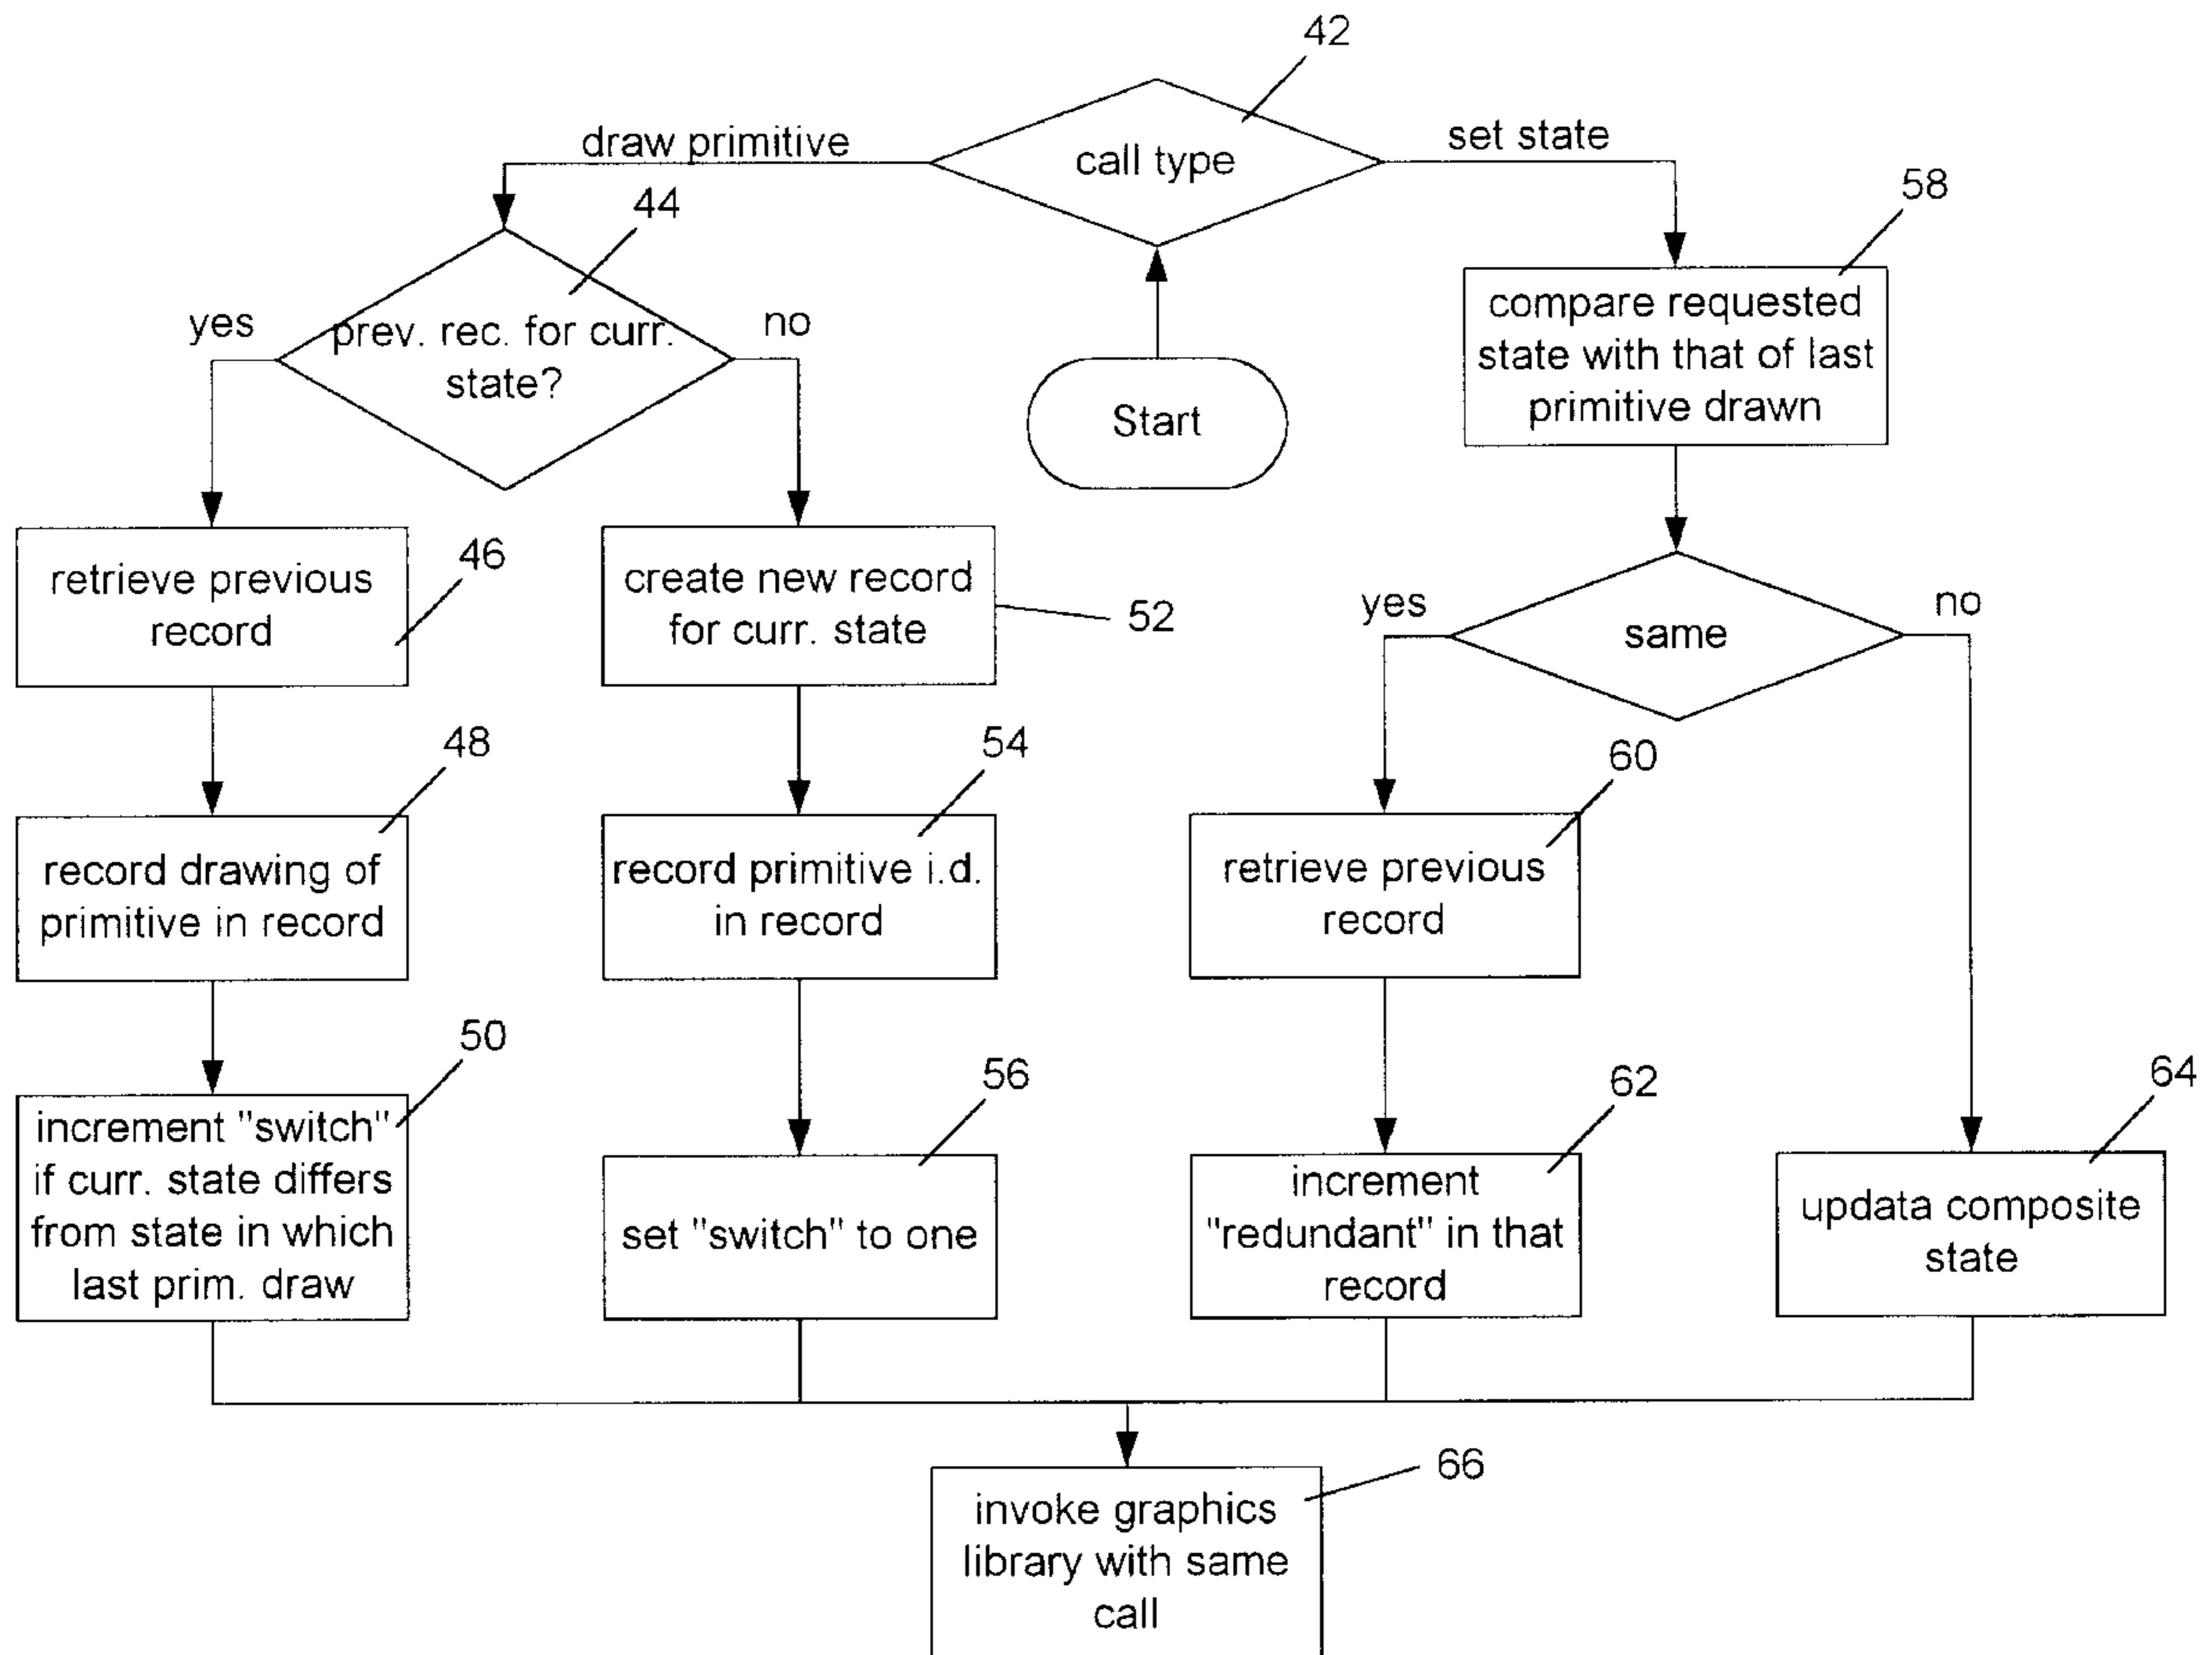 42
draw primitive
call type
set state
44
58
yes
prev. rec. for curr.
state?
no
Start
compare requested
state with that of last
primitive drawn
retrieve previous
record
46
create new record
for curr. state
52
yes
same
no
48
record drawing of
primitive in record
54
record primitive i.d.
in record
60
retrieve previous
record
50
increment "switch"
if curr. state differs
from state in which
last prim. draw
56
set "switch" to one
62
increment
"redundant" in that
record
64
updata composite
state
66
invoke graphics
library with same
call